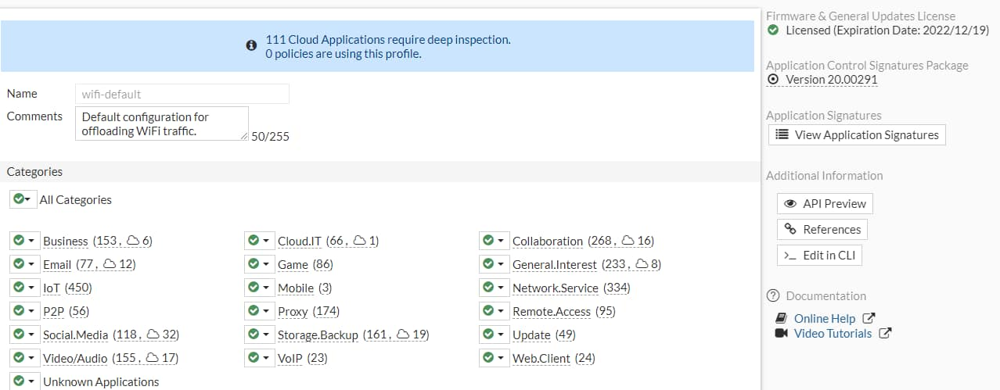 111 Cloud Applications require deep inspection.
0 policies are using this profile.
Name
wifi-default
Comments
Default configuration for
offloading WiFi traffic.
50/255
Categories
All Categories
Business (153, 6)
Cloud.IT (66, 1)
Collaboration (268, 16)
Email (77, 12)
Game (86)
General.Interest (233, 8)
IoT (450)
Mobile (3)
Network.Service (334)
P2P (56)
Proxy (174)
Remote.Access (95)
Social.Media (118, 32)
Storage.Backup (161, 19)
Update (49)
Video/Audio (155, 17)
VoIP (23)
Web.Client (24)
Unknown Applications
Firmware & General Updates License
Licensed (Expiration Date: 2022/12/19)
Application Control Signatures Package
Version 20.00291
Application Signatures
View Application Signatures
Additional Information
API Preview
References
>_ Edit in CLI
Documentation
Online Help
Video Tutorials